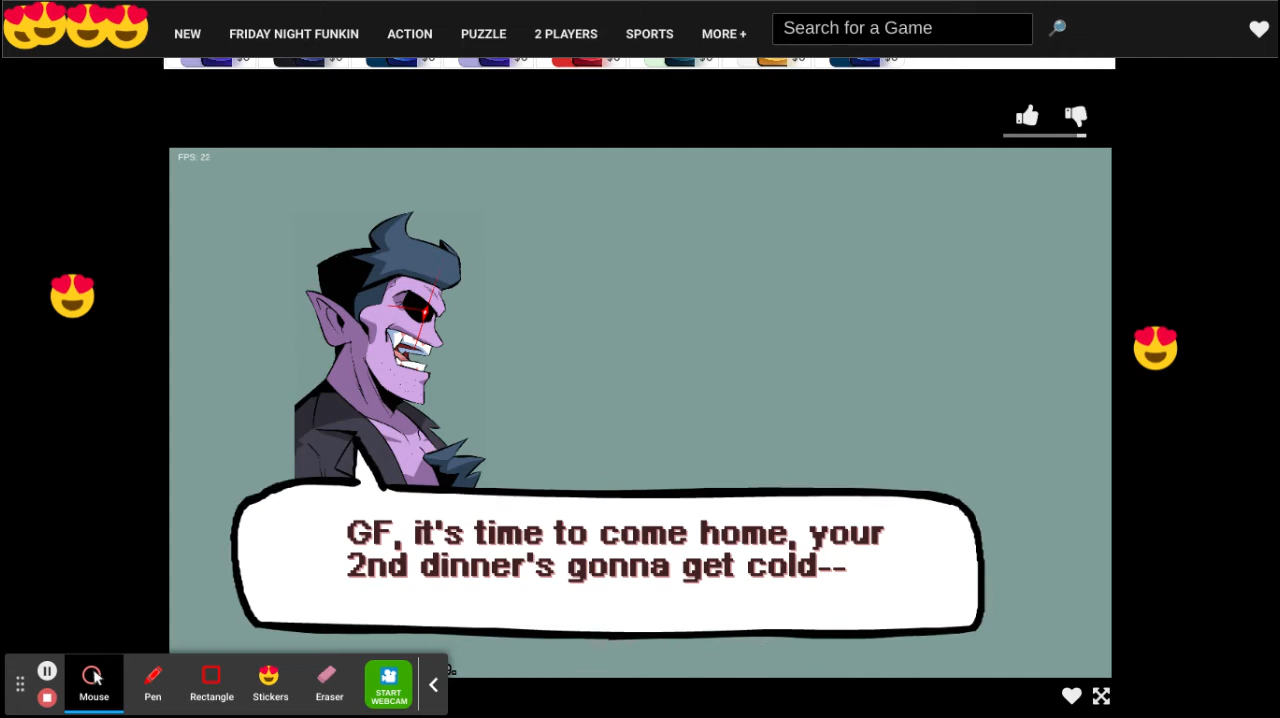 NEW
FRIDAY NIGHT FUNKIN
ACTION
PUZZLE
2 PLAYERS
SPORTS
MORE +
Search for a Game
FPS: 22
GF, it's time to come home, your
2nd dinner's gonna get cold--
Mouse
Pen
Rectangle
Stickers
Eraser
START
WEBCAM